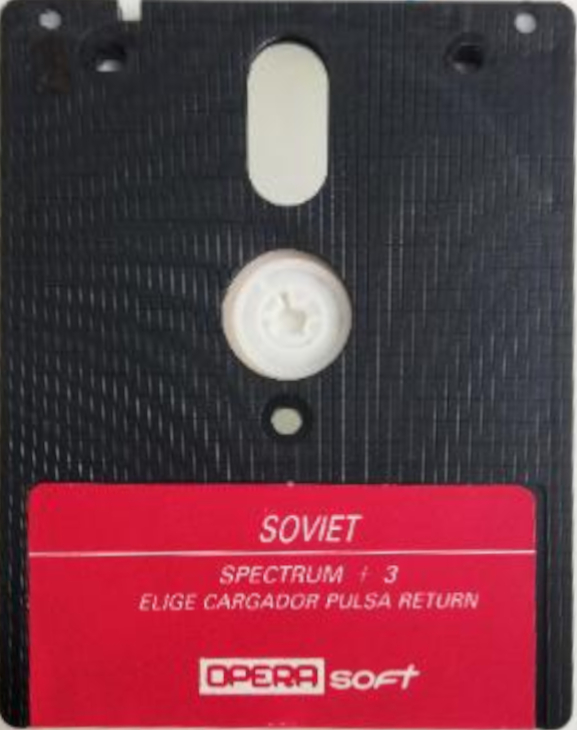 SOVIET
SPECTRUM + 3
ELIGE CARGADOR PULSA RETURN
OPERA soft